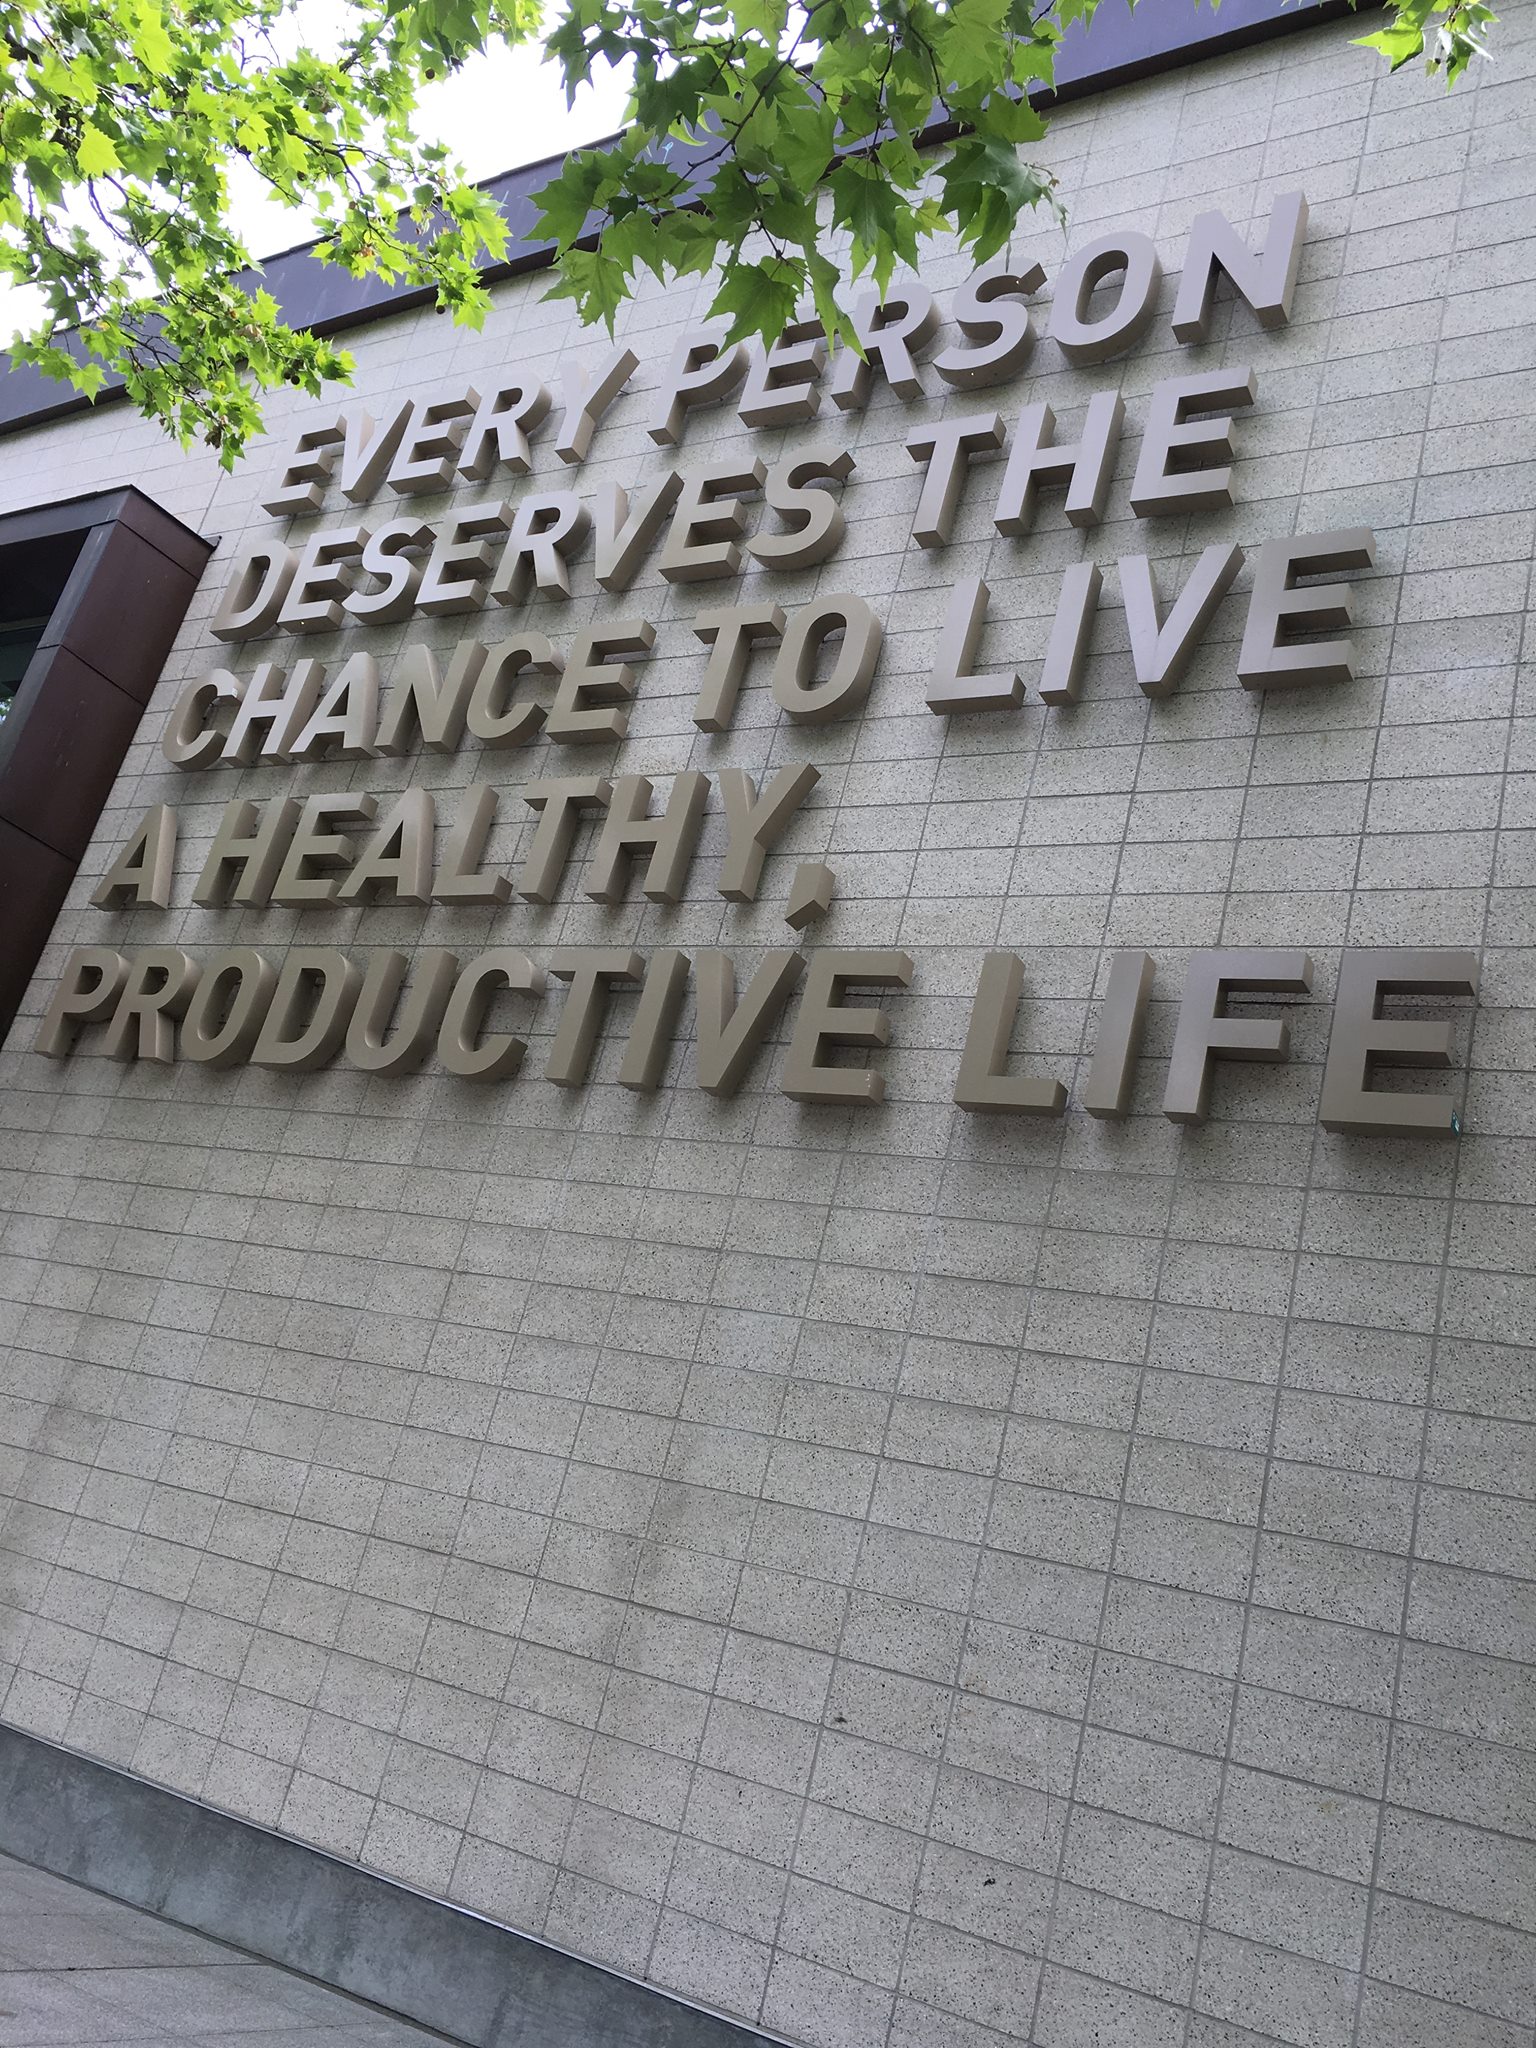 EVERY PERSON
DESERVES THE
CHANCE TO LIVE
A HEALTHY,
PRODUCTIVE LIFE